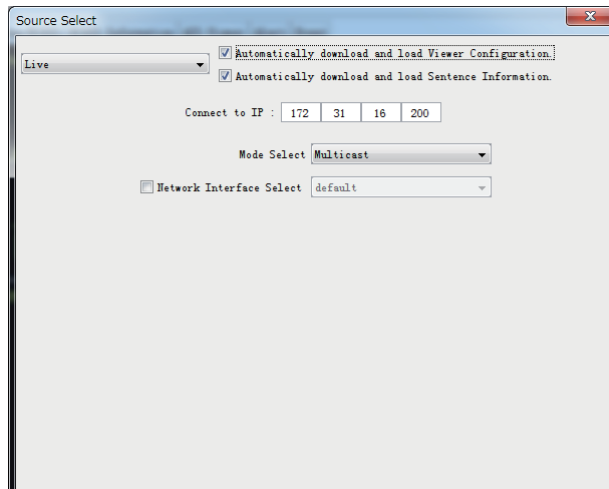 Source Select
Live
Automatically download and load Viewer Configuration.
Automatically download and load Sentence Information.
Connect to IP : 172 31 16 200
Mode Select Multicast
Network Interface Select default